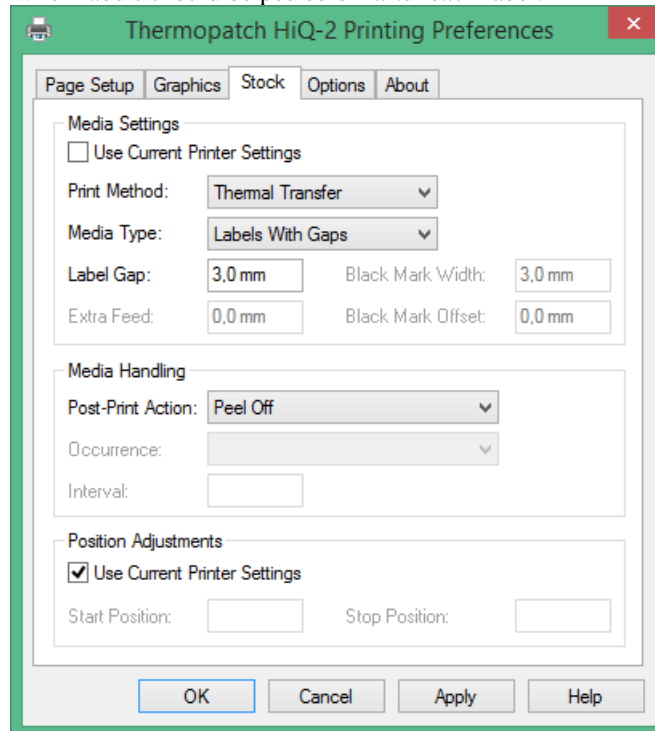 Thermopatch HiQ-2 Printing Preferences
Page Setup Graphics Stock Options About
Media Settings
Use Current Printer Settings
Print Method: Thermal Transfer
Media Type: Labels With Gaps
Label Gap: 3,0 mm Black Mark Width: 3,0 mm
Extra Feed: 0,0 mm Black Mark Offset: 0,0 mm
Media Handling
Post-Print Action: Peel Off
Occurrence:
Interval:
Position Adjustments
Use Current Printer Settings
Start Position: Stop Position:
OK Cancel Apply Help